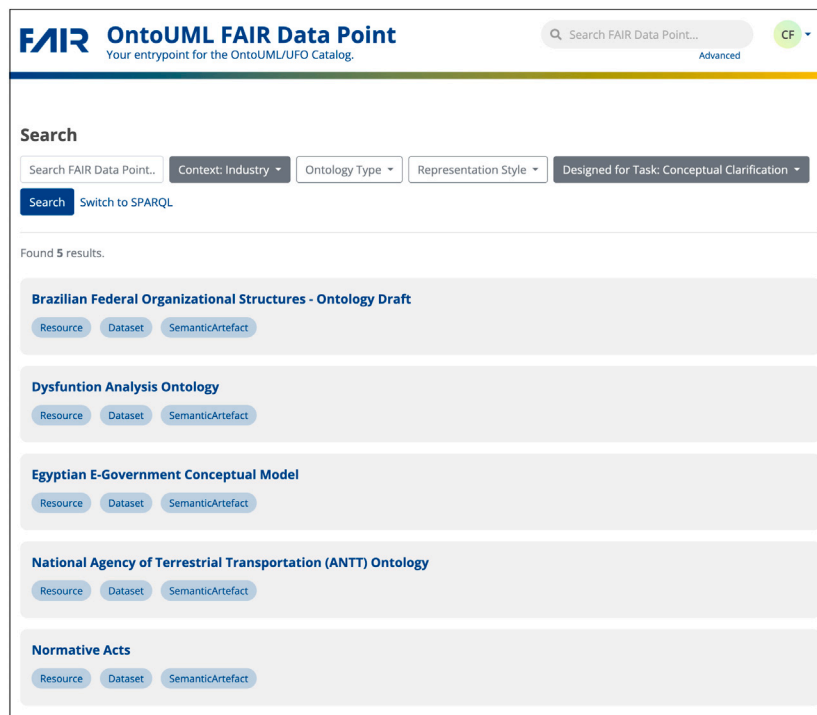 FAIR OntoUML FAIR Data Point Search FAIR Data Point... CF
Your entrypoint for the OntoUML/UFO Catalog. Advanced
Search
Search FAIR Data Point.. Context: Industry Ontology Type Representation Style Designed for Task: Conceptual Clarification
Search Switch to SPARQL
Found 5 results.
Brazilian Federal Organizational Structures - Ontology Draft
Resource Dataset SemanticArtefact
Dysfuntion Analysis Ontology
Resource Dataset SemanticArtefact
Egyptian E-Government Conceptual Model
Resource Dataset SemanticArtefact
National Agency of Terrestrial Transportation (ANTT) Ontology
Resource Dataset SemanticArtefact
Normative Acts
Resource Dataset SemanticArtefact